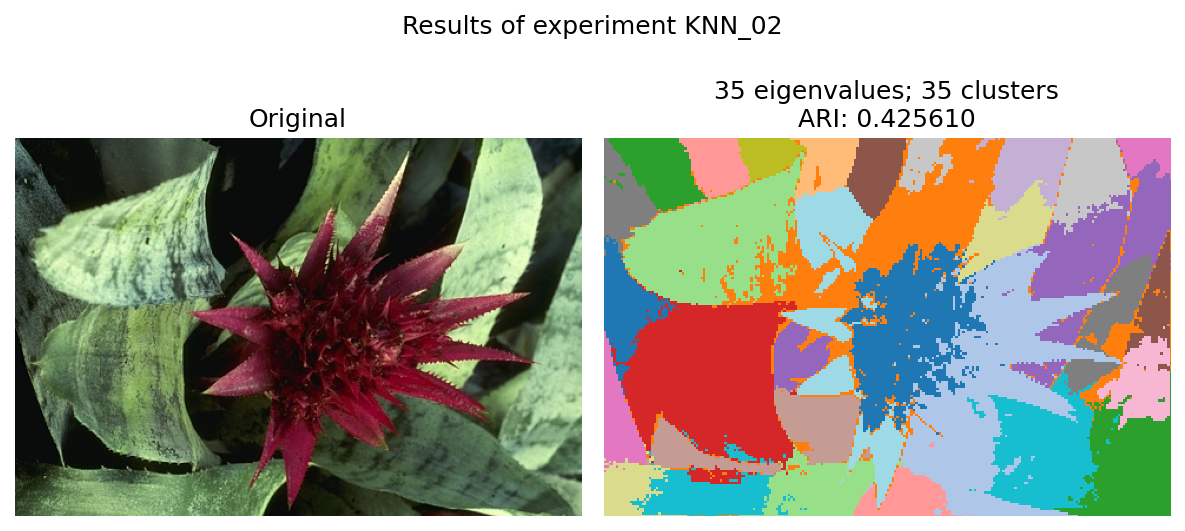 Results of experiment KNN_02
Original
35 eigenvalues; 35 clusters
ARI: 0.425610